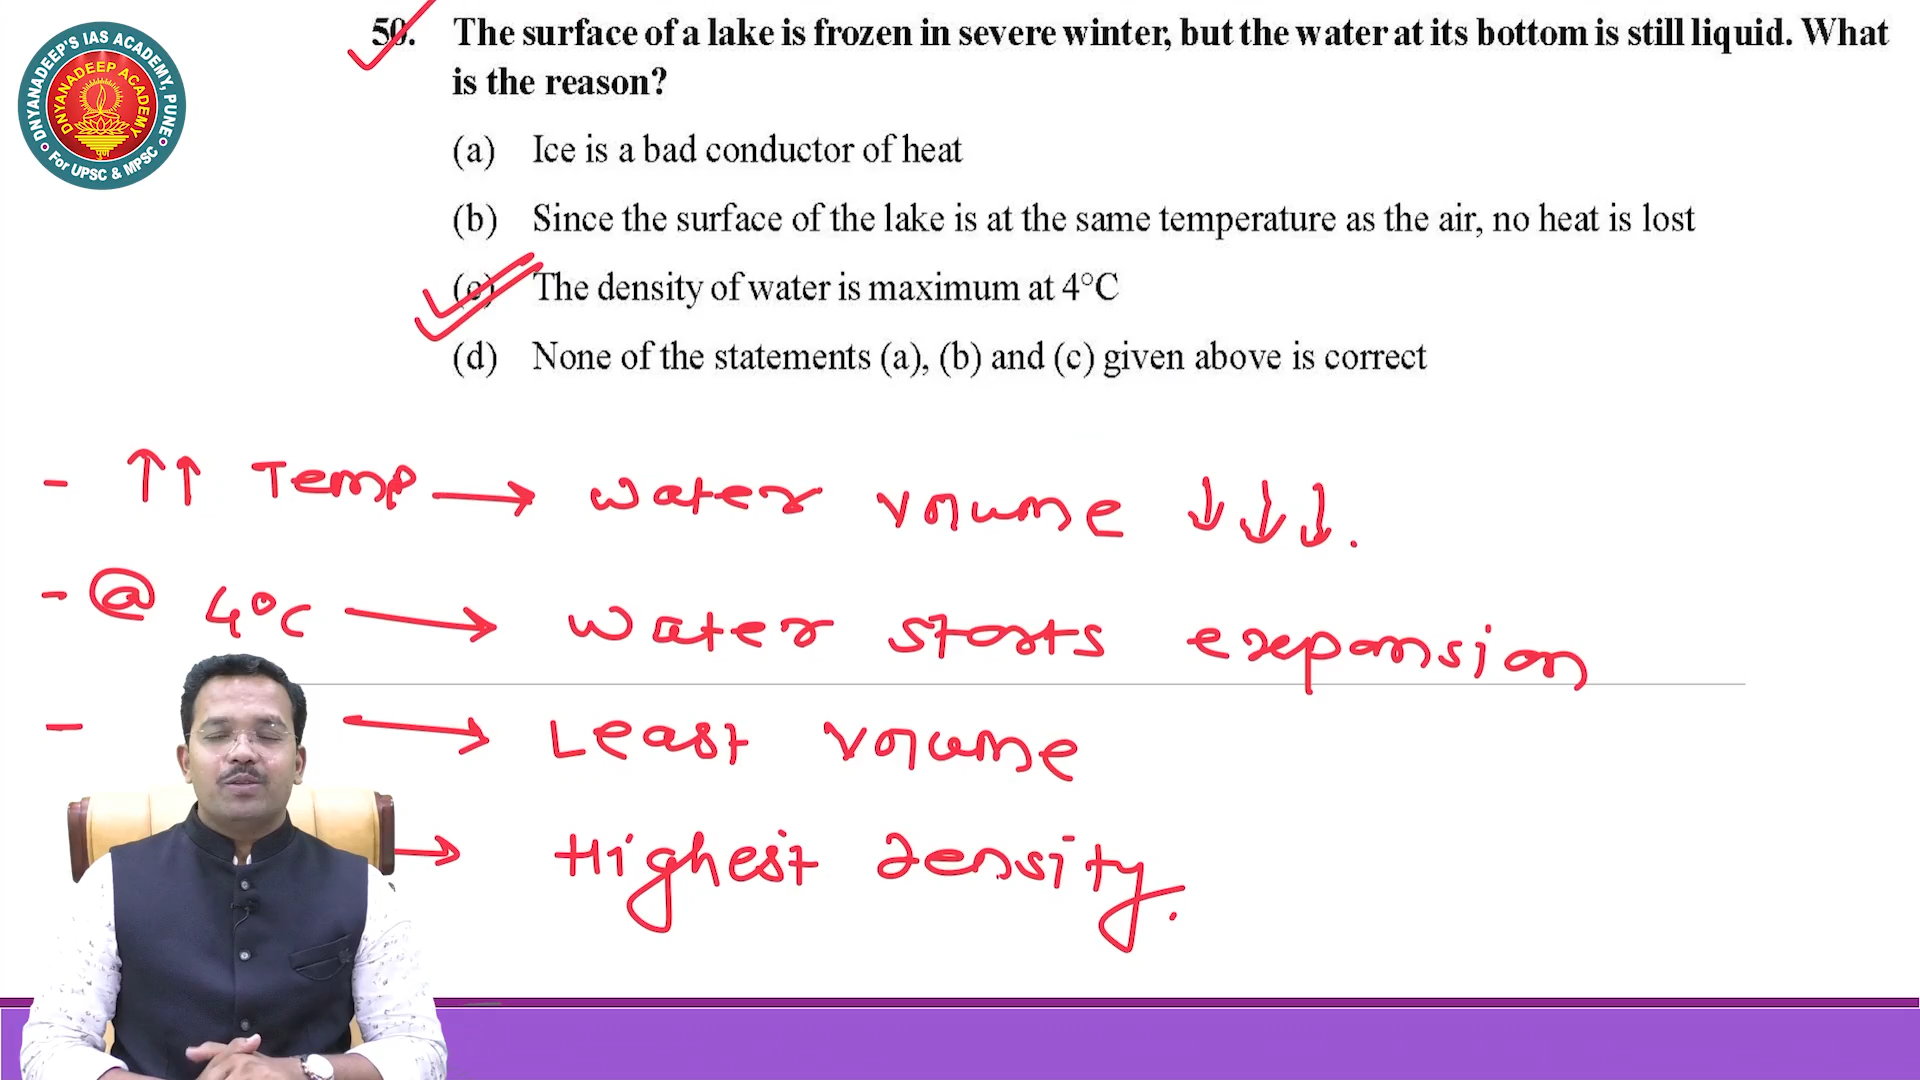 DNYANADEEP'S IAS ACADEMY, PUNE
DNYANADEEP ACADEMY
पुणे
For UPSC & MPSC
50. The surface of a lake is frozen in severe winter, but the water at its bottom is still liquid. What
is the reason?
(a) Ice is a bad conductor of heat
(b) Since the surface of the lake is at the same temperature as the air, no heat is lost
(c) The density of water is maximum at 4°C
(d) None of the statements (a), (b) and (c) given above is correct
- ↑↑ Temp → Water volume ↓↓↓.
- @ 4°C → Water starts expansion
- → Least volume
→ Highest density.